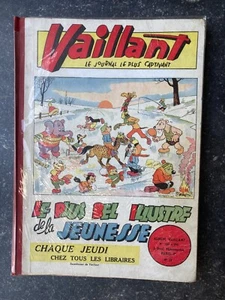 Vaillant
LE JOURNAL LE PLUS CAPTIVANT
LE PLUS BEL ILLUSTRÉ
de la JEUNESSE
CHAQUE JEUDI
CHEZ TOUS LES LIBRAIRES